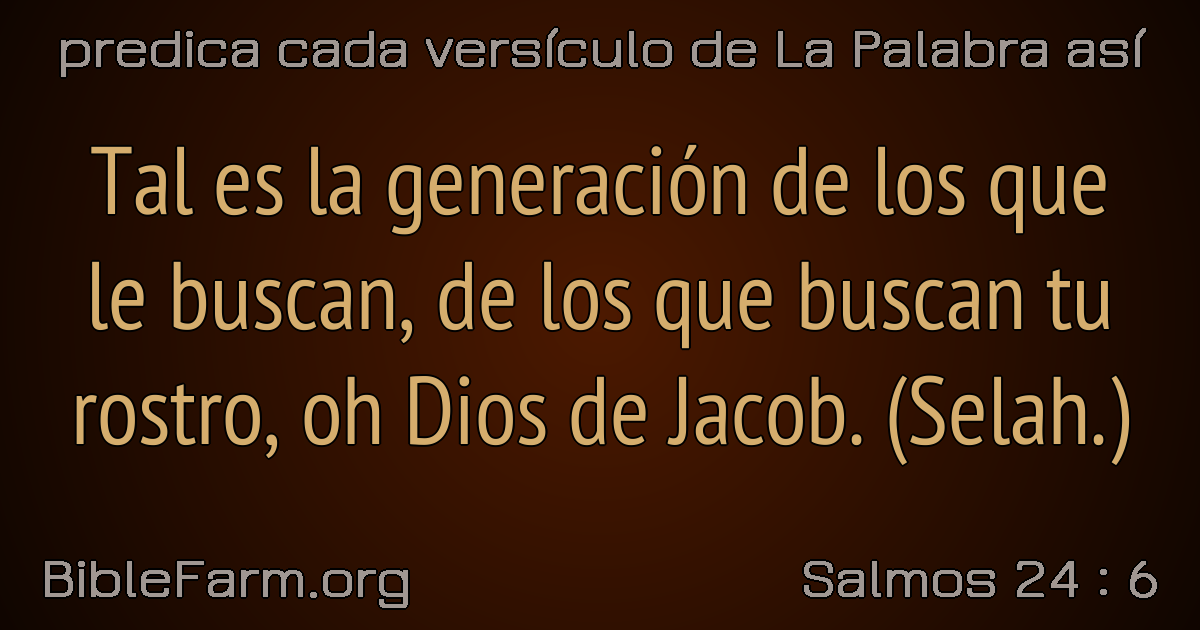 predica cada versículo de La Palabra así
Tal es la generación de los que
le buscan, de los que buscan tu
rostro, oh Dios de Jacob. (Selah.)
BibleFarm.org
Salmos 24 : 6